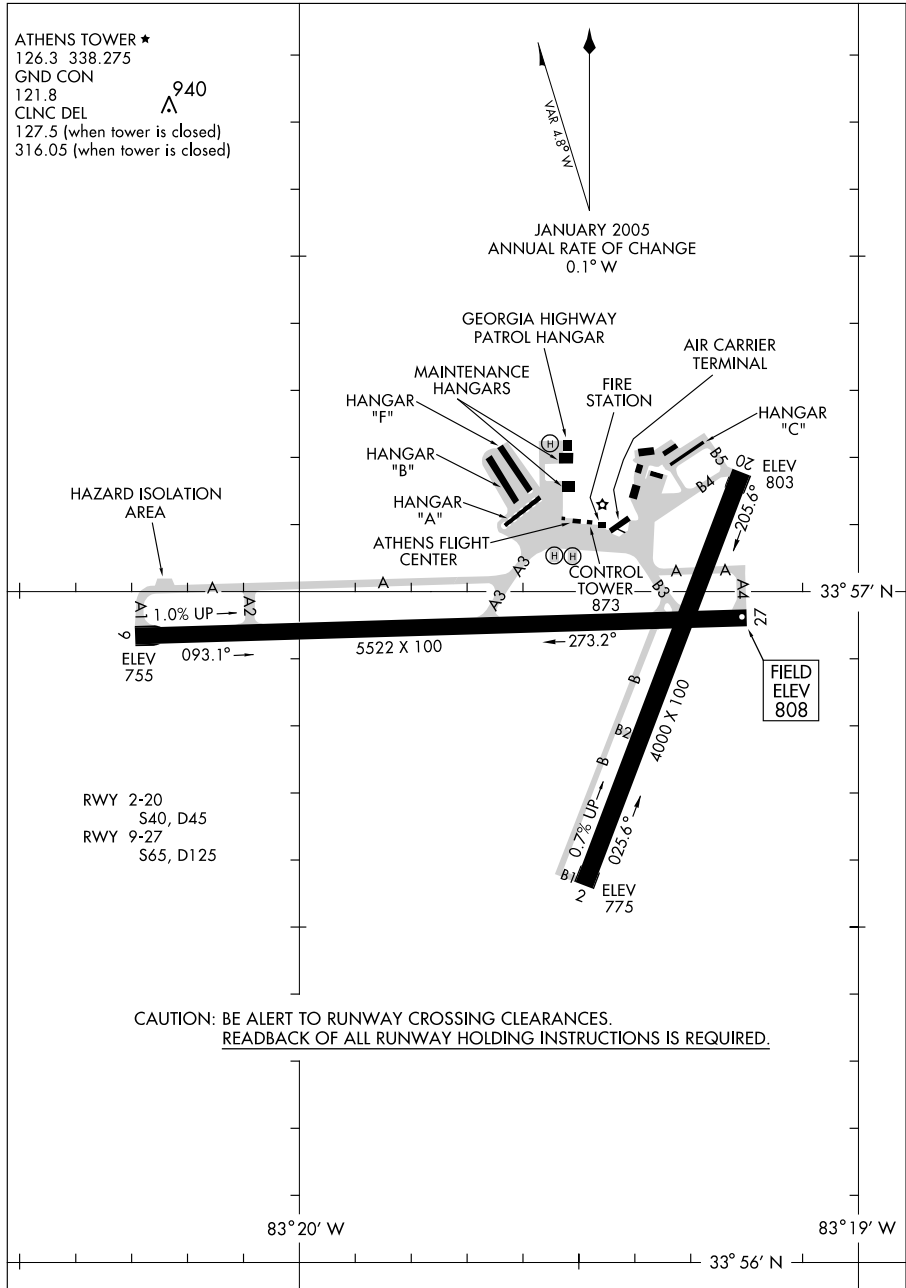 ATHENS TOWER ★
126.3 338.275
GND CON
121.8
CLNC DEL
127.5 (when tower is closed)
316.05 (when tower is closed)
940
VAR 4.8° W
JANUARY 2005
ANNUAL RATE OF CHANGE
0.1° W
GEORGIA HIGHWAY
PATROL HANGAR
AIR CARRIER
TERMINAL
MAINTENANCE
HANGARS
FIRE
STATION
HANGAR
"F"
HANGAR
"C"
HANGAR
"B"
HANGAR
"A"
H
H
H
ATHENS FLIGHT
CENTER
CONTROL
TOWER
873
HAZARD ISOLATION
AREA
B5
B4
20
ELEV
803
205.6°
A
A
A3
A3
A
A
A4
B3
A1
A2
1.0% UP
33°57' N
9
27
ELEV
755
093.1°
5522 X 100
273.2°
FIELD
ELEV
808
B
B2
B
4000 X 100
0.7% UP
025.6°
B1
2
ELEV
775
RWY 2-20
S40, D45
RWY 9-27
S65, D125
CAUTION: BE ALERT TO RUNWAY CROSSING CLEARANCES.
READBACK OF ALL RUNWAY HOLDING INSTRUCTIONS IS REQUIRED.
83°20' W
83°19' W
33°56' N